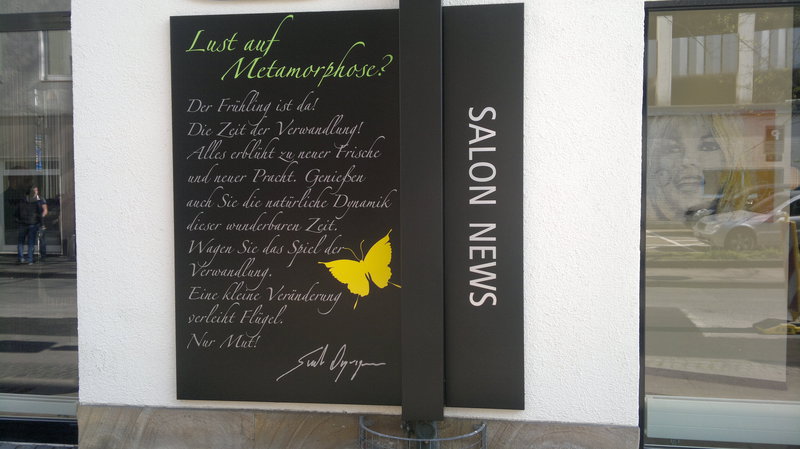 Lust auf
Metamorphose?
Der Frühling ist da!
Die Zeit der Verwandlung!
Alles erblüht zu neuer Frische
und neuer Pracht. Genießen
auch Sie die natürliche Dynamik
dieser wunderbaren Zeit.
Wagen Sie das Spiel der
Verwandlung.
Eine kleine Veränderung
verleiht Flügel.
Nur Mut!
SALON NEWS